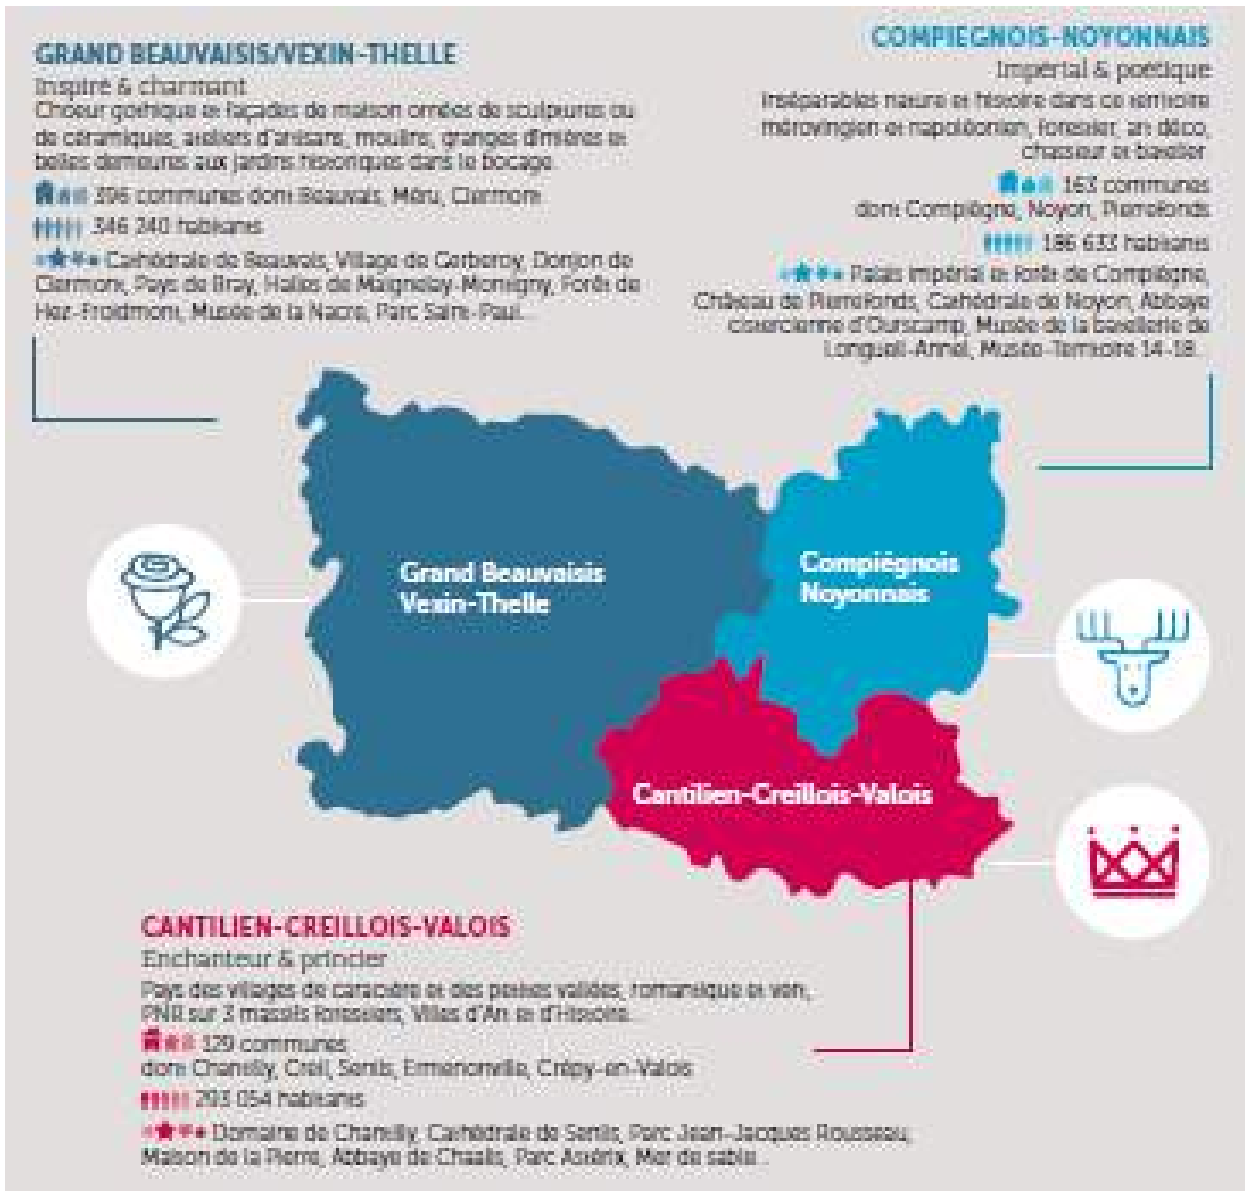 GRAND BEAUVAISIS/VEXIN-THELLE
Inspiré & charmant
Choeur gothique et façades de maison ornées de sculptures ou
de céramiques, ateliers d'artisans, moulins, granges dîmières et
belles demeures aux jardins historiques dans le bocage.
396 communes dont Beauvais, Méru, Clermont
346 240 habitants
Cathédrale de Beauvais, Village de Gerberoy, Donjon de
Clermont, Pays de Bray, Halles de Maignelay-Montigny, Forêt de
Hez-Froidmont, Musée de la Nacre, Parc Saint-Paul...
COMPIEGNOIS-NOYONNAIS
Impérial & poétique
Inséparables nature et histoire dans ce territoire
mérovingien et napoléonien, forestier, art déco,
chasseur et batelier.
163 communes
dont Compiègne, Noyon, Pierrefonds
186 633 habitants
Palais impérial et forêt de Compiègne,
Château de Pierrefonds, Cathédrale de Noyon, Abbaye
cistercienne d'Ourscamp, Musée de la batellerie de
Longueil-Annel, Musée-Territoire 14-18...
Grand Beauvaisis
Vexin-Thelle
Compiégnois
Noyonnais
Cantilien-Creillois-Valois
CANTILIEN-CREILLOIS-VALOIS
Enchanteur & princier
Pays des villages de caractère et des petites vallées, romantique et vert,
PNR sur 3 massifs forestiers, Villes d'Art et d'Histoire...
129 communes
dont Chantilly, Creil, Senlis, Ermenonville, Crépy-en-Valois
293 054 habitants
Domaine de Chantilly, Cathédrale de Senlis, Parc Jean-Jacques Rousseau,
Maison de la Pierre, Abbaye de Chaalis, Parc Astérix, Mer de sable...